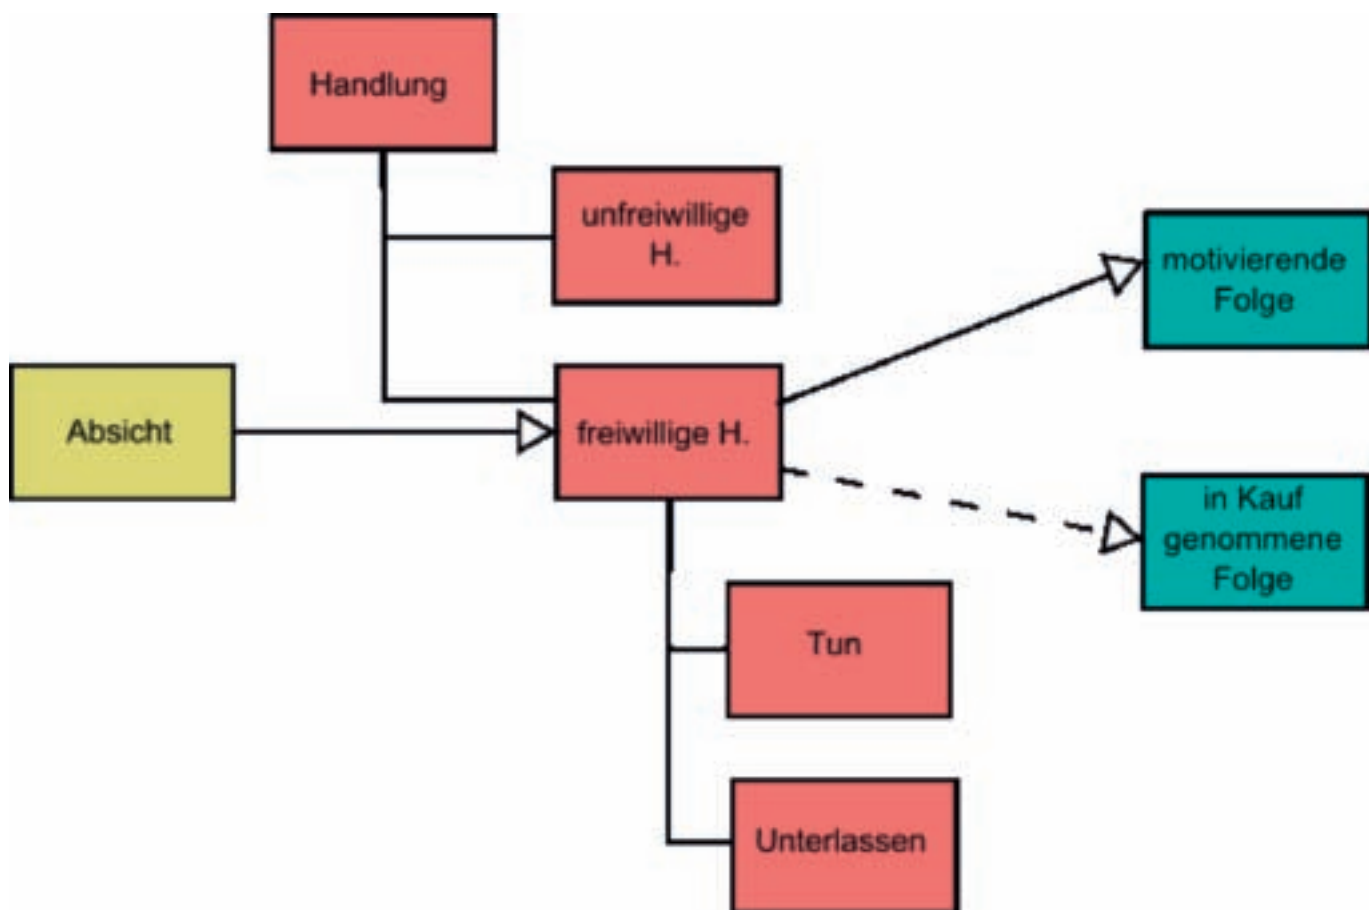 Handlung
unfreiwillige
H.
motivierende
Folge
Absicht
freiwillige H.
in Kauf
genommene
Folge
Tun
Unterlassen